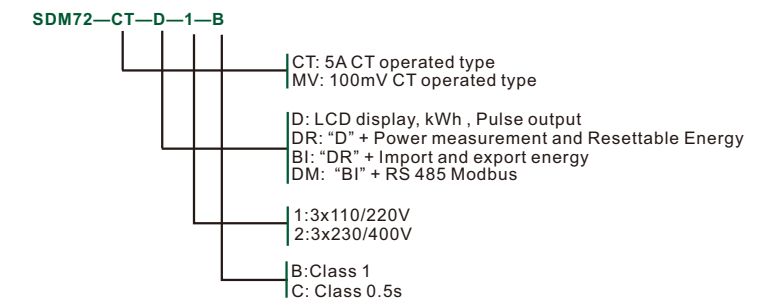 SDM72—CT—D—1—B
CT: 5A CT operated type
MV: 100mV CT operated type
D: LCD display, kWh , Pulse output
DR: “D” + Power measurement and Resettable Energy
BI: “DR” + Import and export energy
DM: “BI” + RS 485 Modbus
1:3x110/220V
2:3x230/400V
B:Class 1
C: Class 0.5s